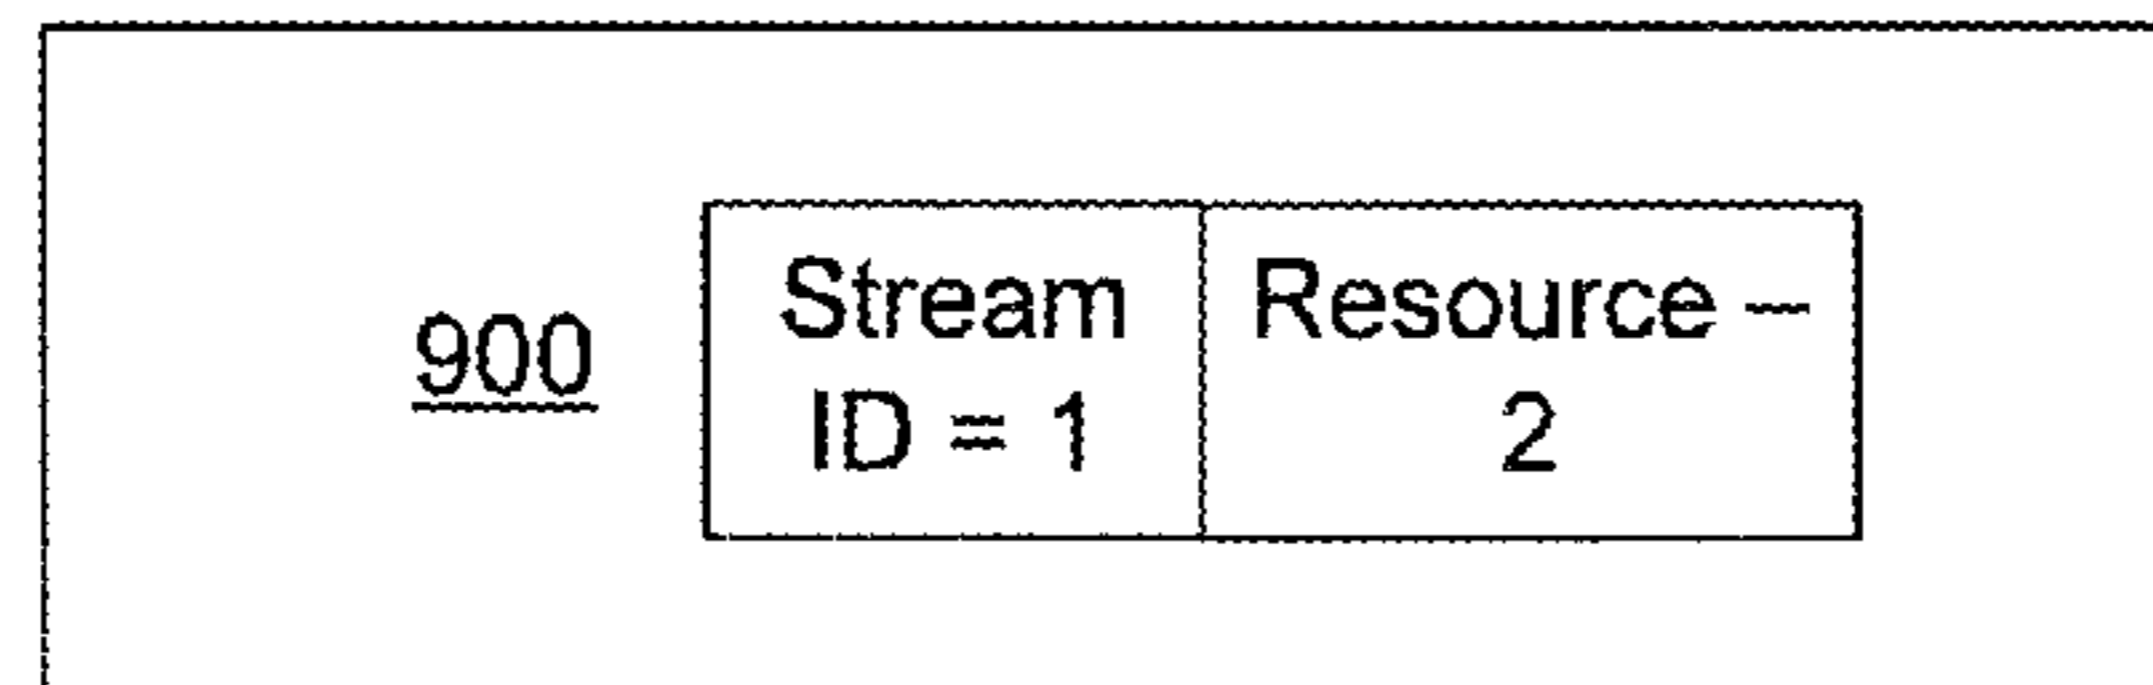 900
Stream
ID = 1
Resource –
2